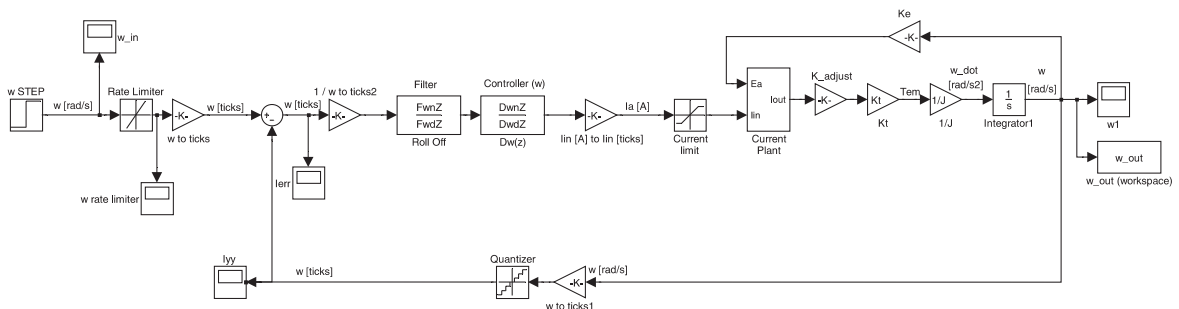 Ke
-K-
w_in
w STEP
w [rad/s]
Rate Limiter
-K-
w to ticks
w [ticks]
w rate limiter
+
-
w [ticks]
Ierr
1 / w to ticks2
-K-
Filter
FwnZ
FwdZ
Roll Off
Controller (w)
DwnZ
DwdZ
Dw(z)
-K-
Iin [A] to Iin [ticks]
Ia [A]
Current
limit
Ea
Iout
Iin
Current
Plant
K_adjust
-K-
Kt
Kt
Tem
1/J
1/J
w_dot
[rad/s2]
1
s
Integrator1
w
[rad/s]
w1
w_out
w_out (workspace)
Iyy
w [ticks]
Quantizer
-K-
w to ticks1
w [rad/s]